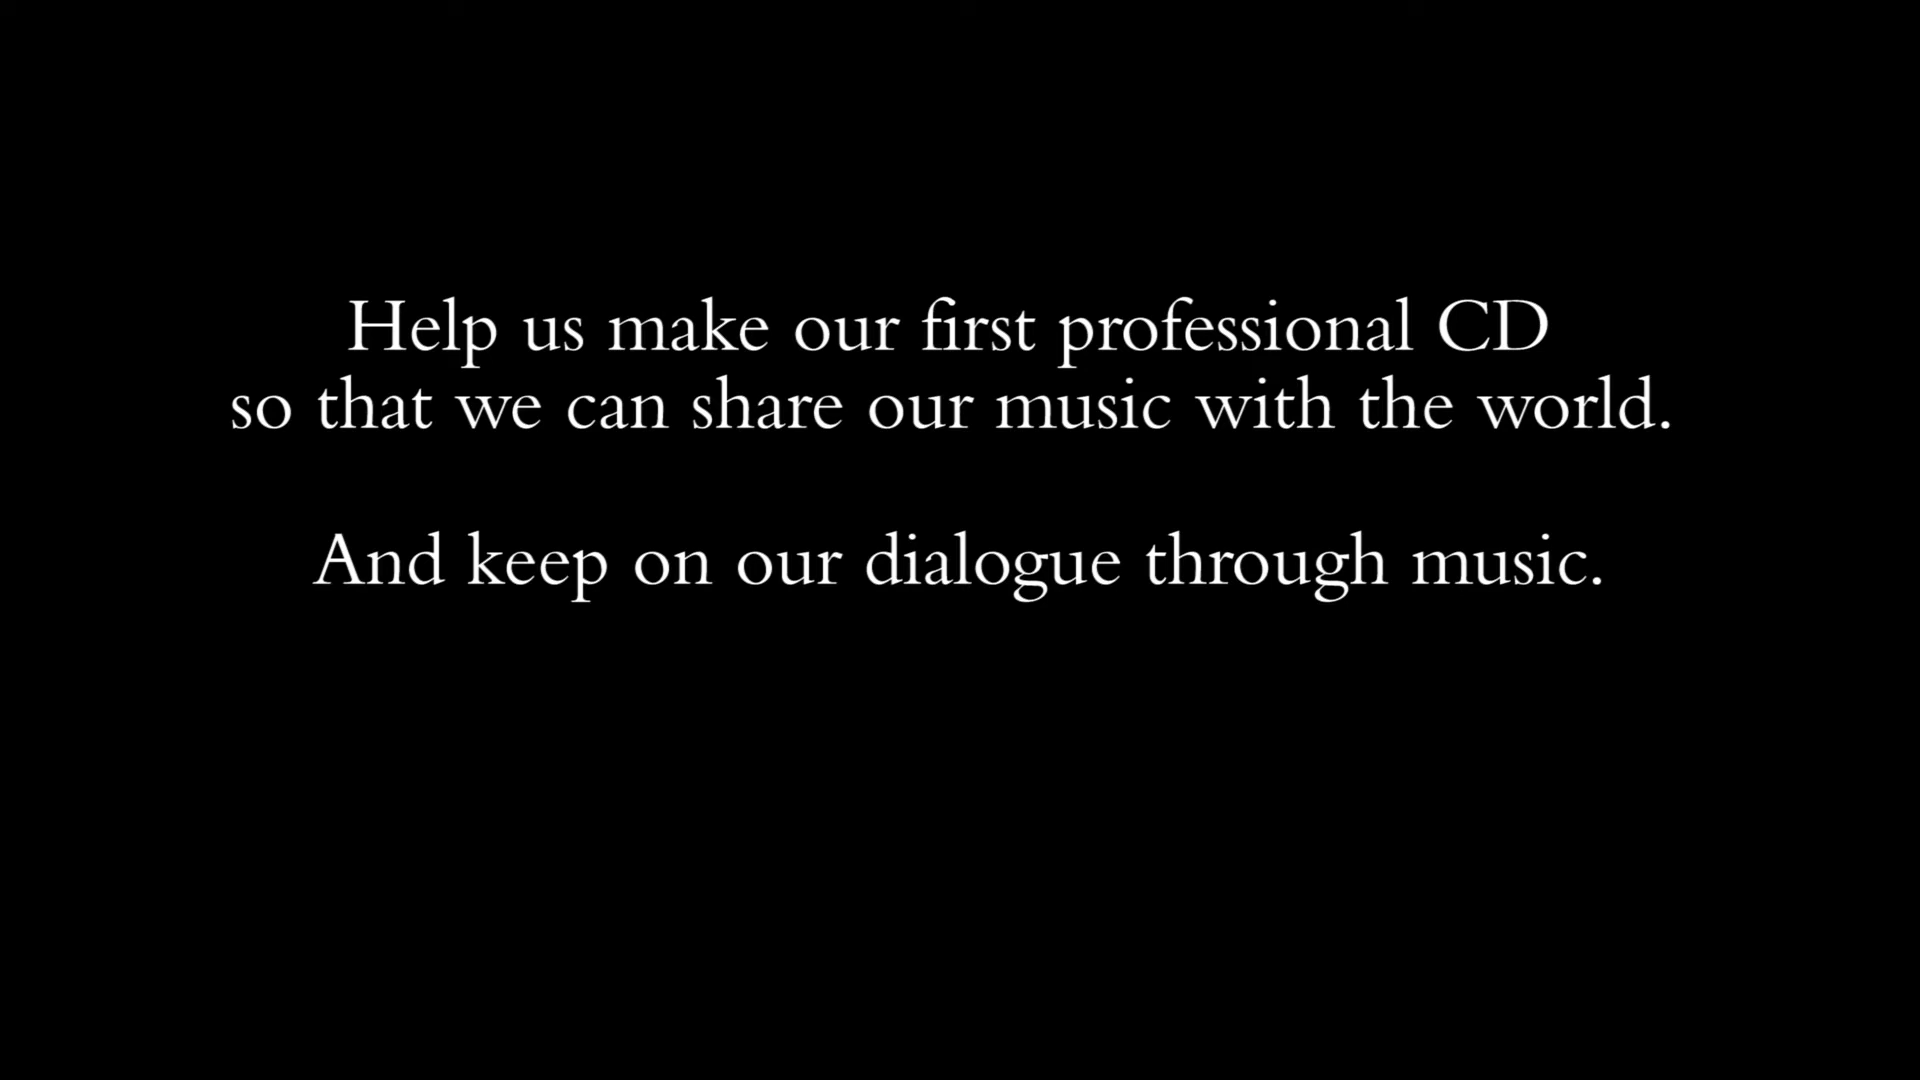 Help us make our first professional CD
so that we can share our music with the world.
And keep on our dialogue through music.